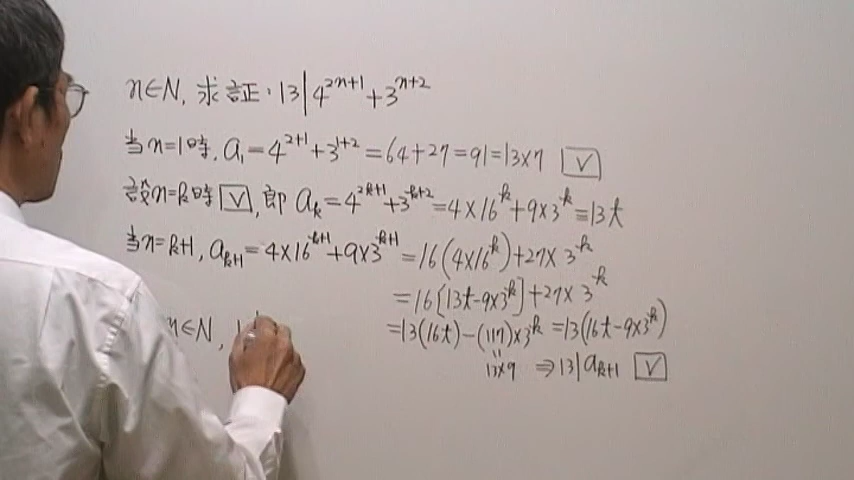 n∈N, 求証: 13|4^{2n+1}+3^{n+2}
当n=1時, a₁=4^{2+1}+3^{1+2}=64+27=91=13×7 V
設n=k時 V, 即 a_k=4^{2k+1}+3^{k+2}=4×16^k+9×3^k=13t
当n=k+1, a_{k+1}=4×16^{k+1}+9×3^{k+1}=16(4×16^k)+27×3^k
=16[13t-9×3^k]+27×3^k
=13(16t)-(117)×3^k=13(16t-9×3^k)
"
13×9 ⇒13|a_{k+1} V
n∈N, 1